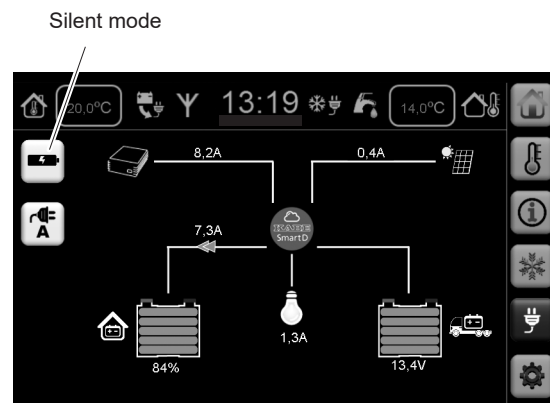 Silent mode
20,0°C
13:19
14,0°C
8,2A
0,4A
A
KABE
SmartD
7,3A
1,3A
84%
13,4V